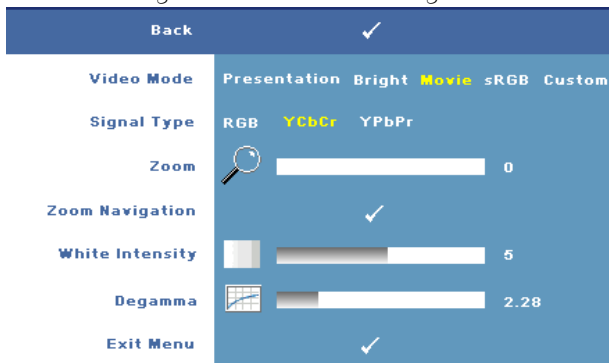 Back
Video Mode Presentation Bright Movie sRGB Custom
Signal Type RGB YCbCr YPbPr
Zoom 0
Zoom Navigation
White Intensity 5
Degamma 2.28
Exit Menu